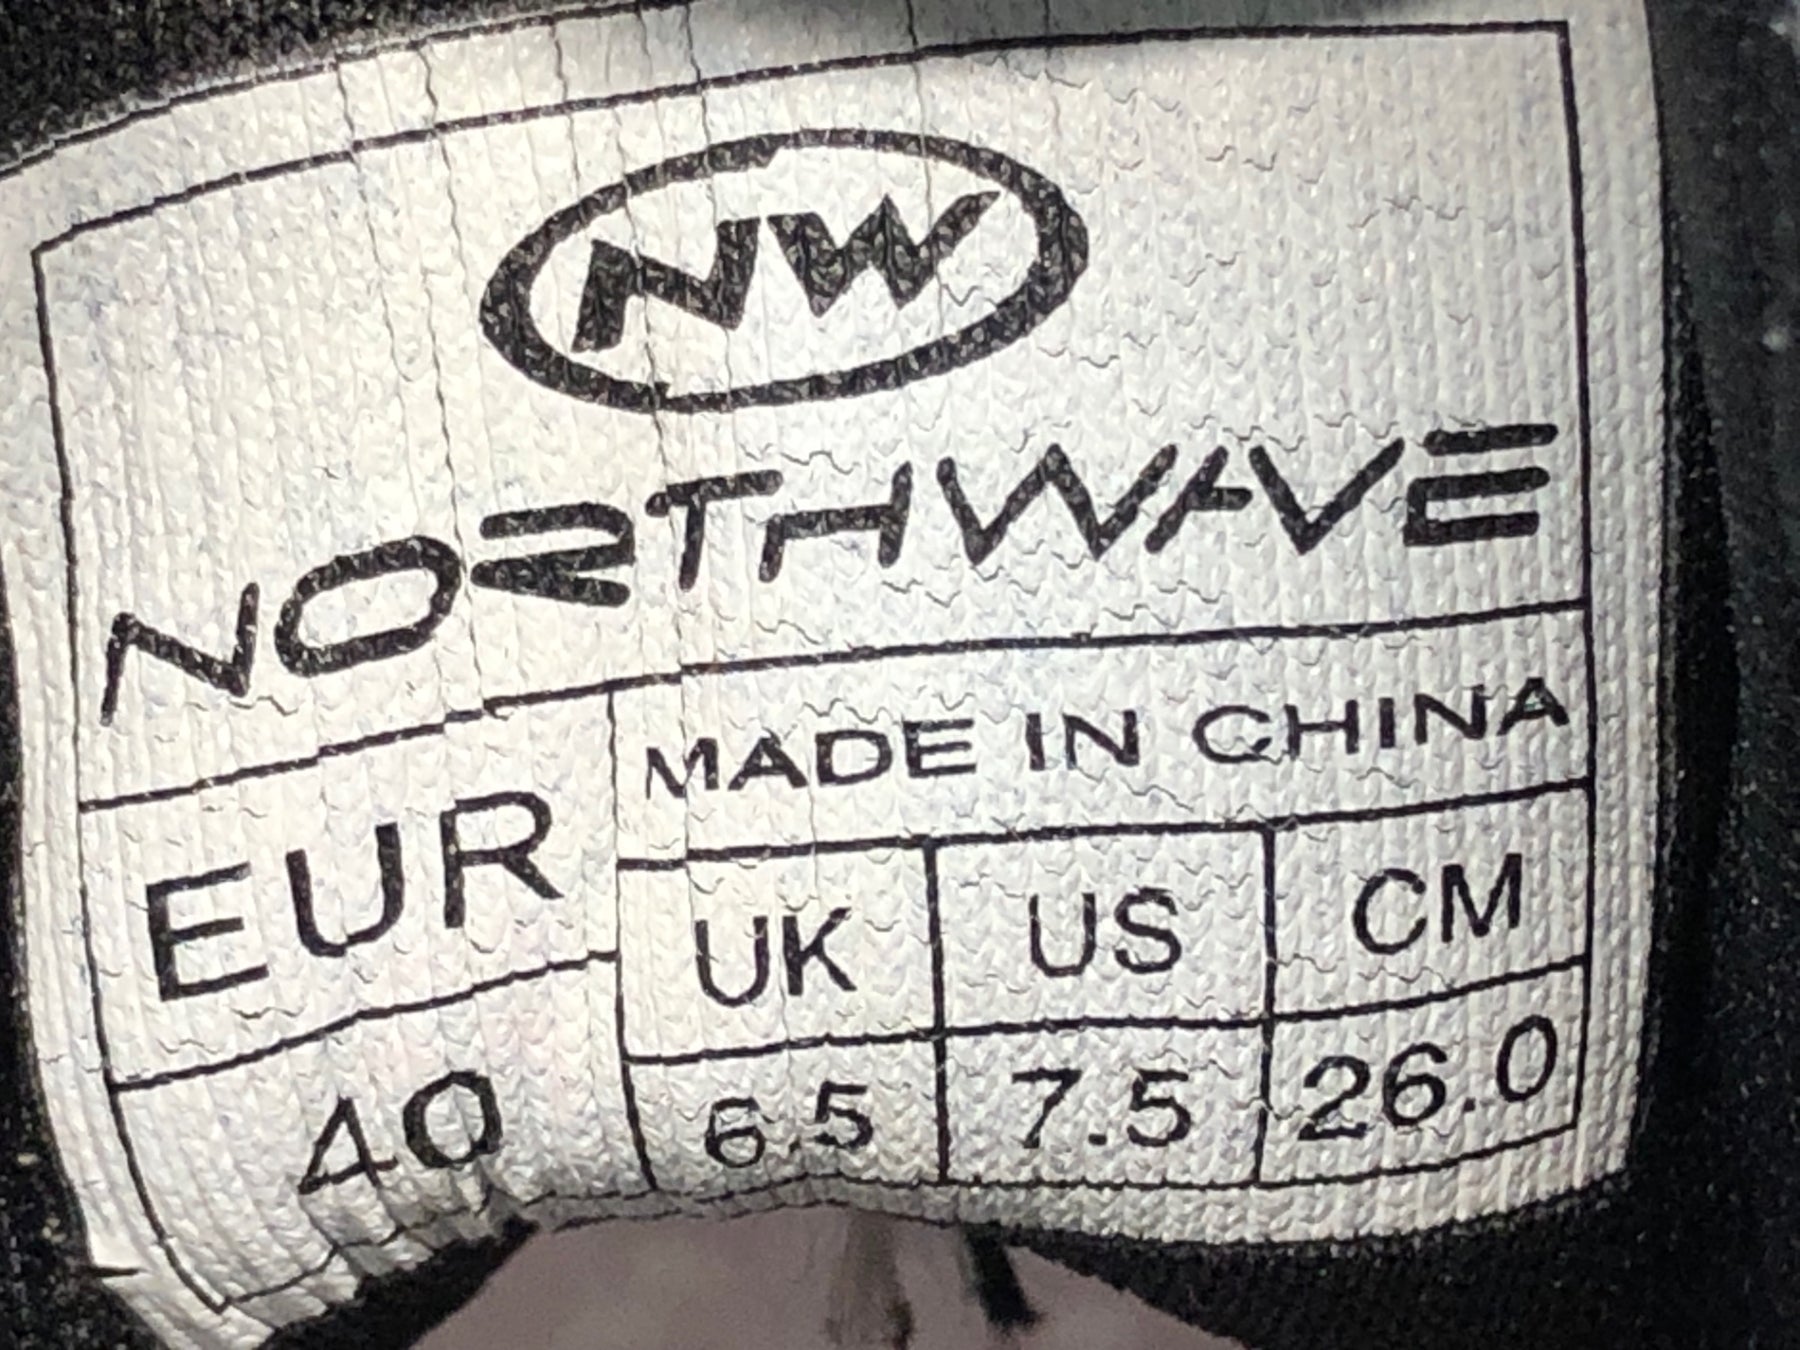 NW
NORTHWAVE
EUR MADE IN CHINA
UK US CM
40 6.5 7.5 26.0